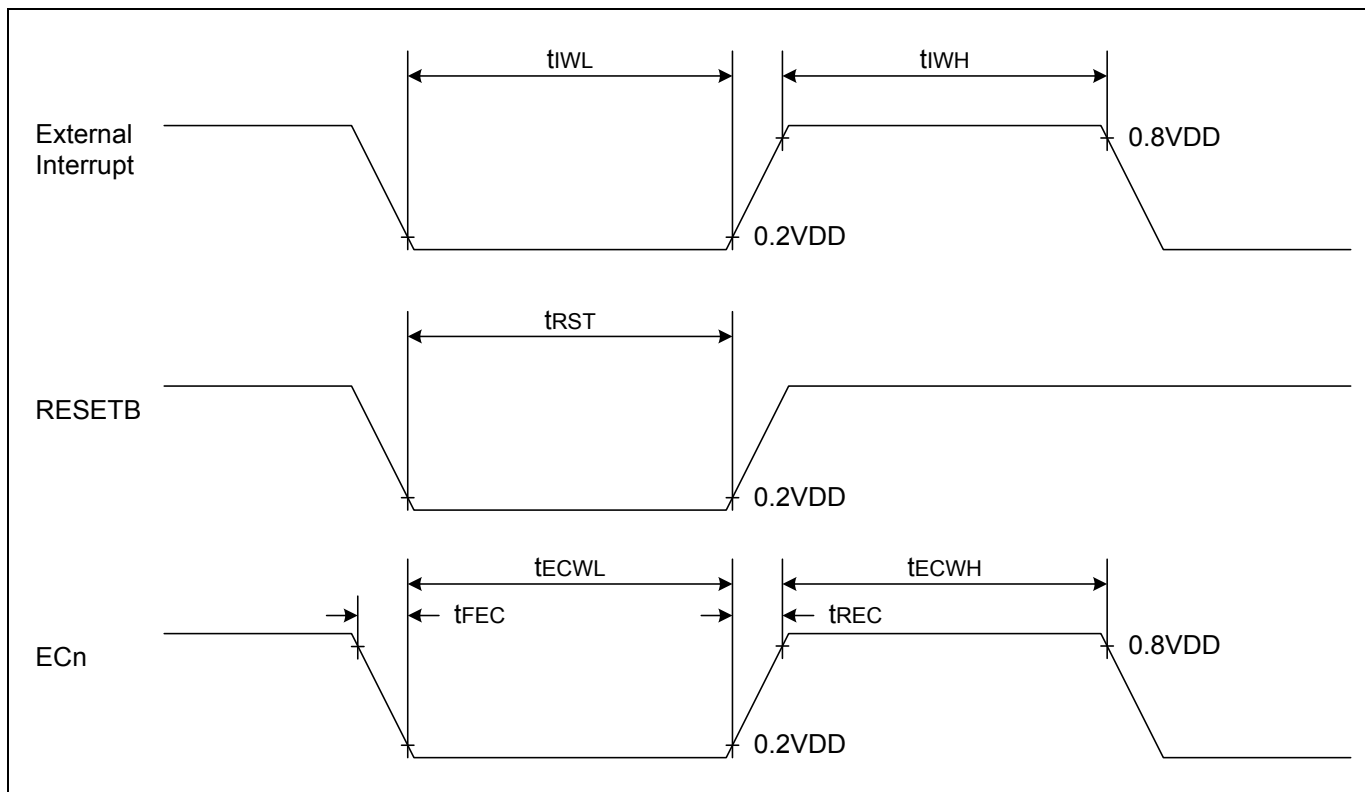 tIWL
tIWH
External
Interrupt
0.8VDD
0.2VDD
tRST
RESETB
0.2VDD
tECWL
tECWH
tFEC
tREC
ECn
0.8VDD
0.2VDD